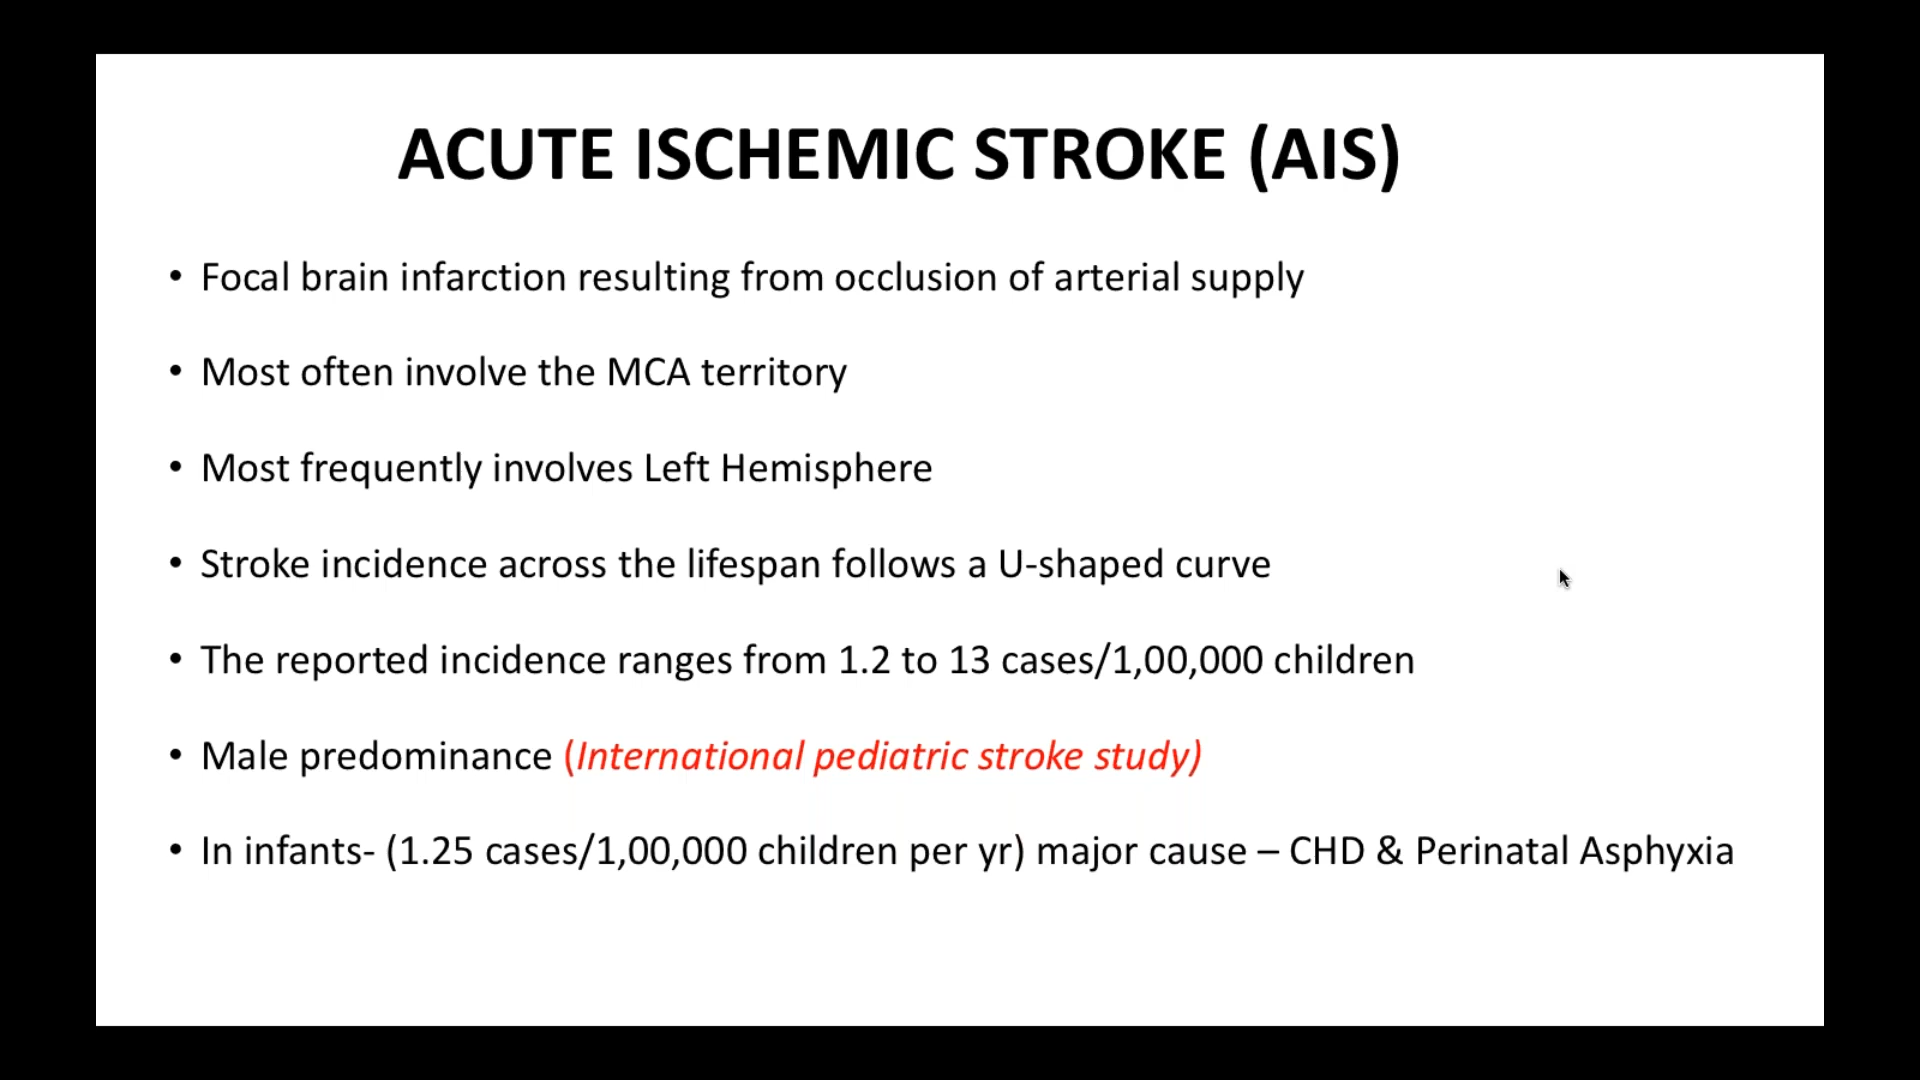 ACUTE ISCHEMIC STROKE (AIS)
• Focal brain infarction resulting from occlusion of arterial supply
• Most often involve the MCA territory
• Most frequently involves Left Hemisphere
• Stroke incidence across the lifespan follows a U-shaped curve
• The reported incidence ranges from 1.2 to 13 cases/1,00,000 children
• Male predominance (International pediatric stroke study)
• In infants- (1.25 cases/1,00,000 children per yr) major cause – CHD & Perinatal Asphyxia